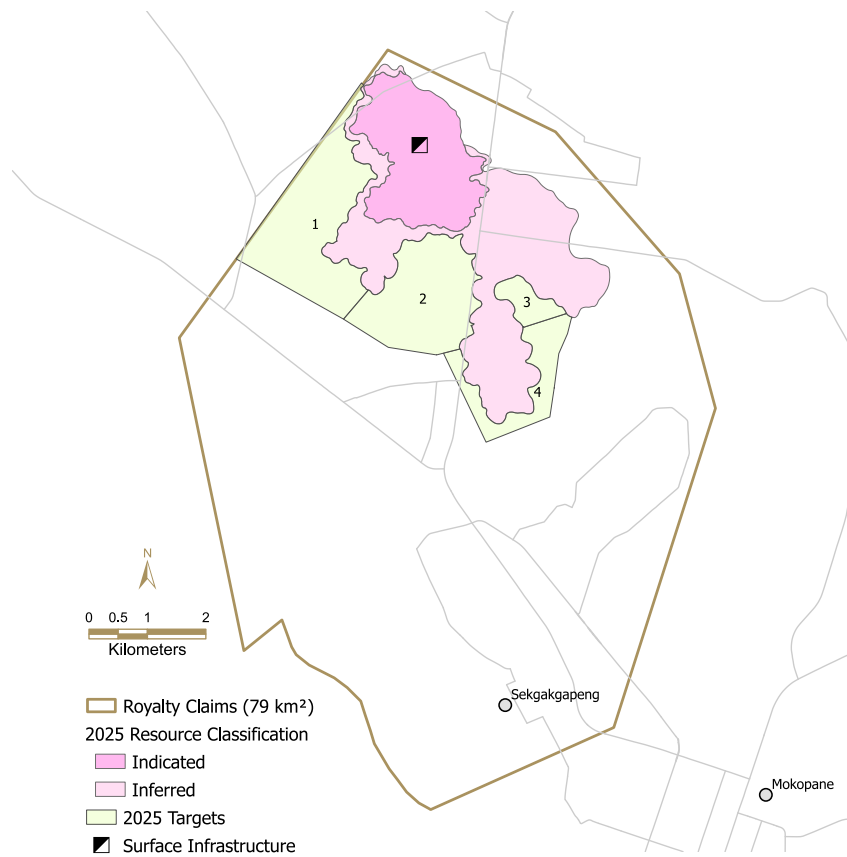 1
2
3
4
N
0 0.5 1 2
Kilometers
Sekgakgapeng
Royalty Claims (79 km²)
2025 Resource Classification
Indicated
Mokopane
Inferred
2025 Targets
Surface Infrastructure